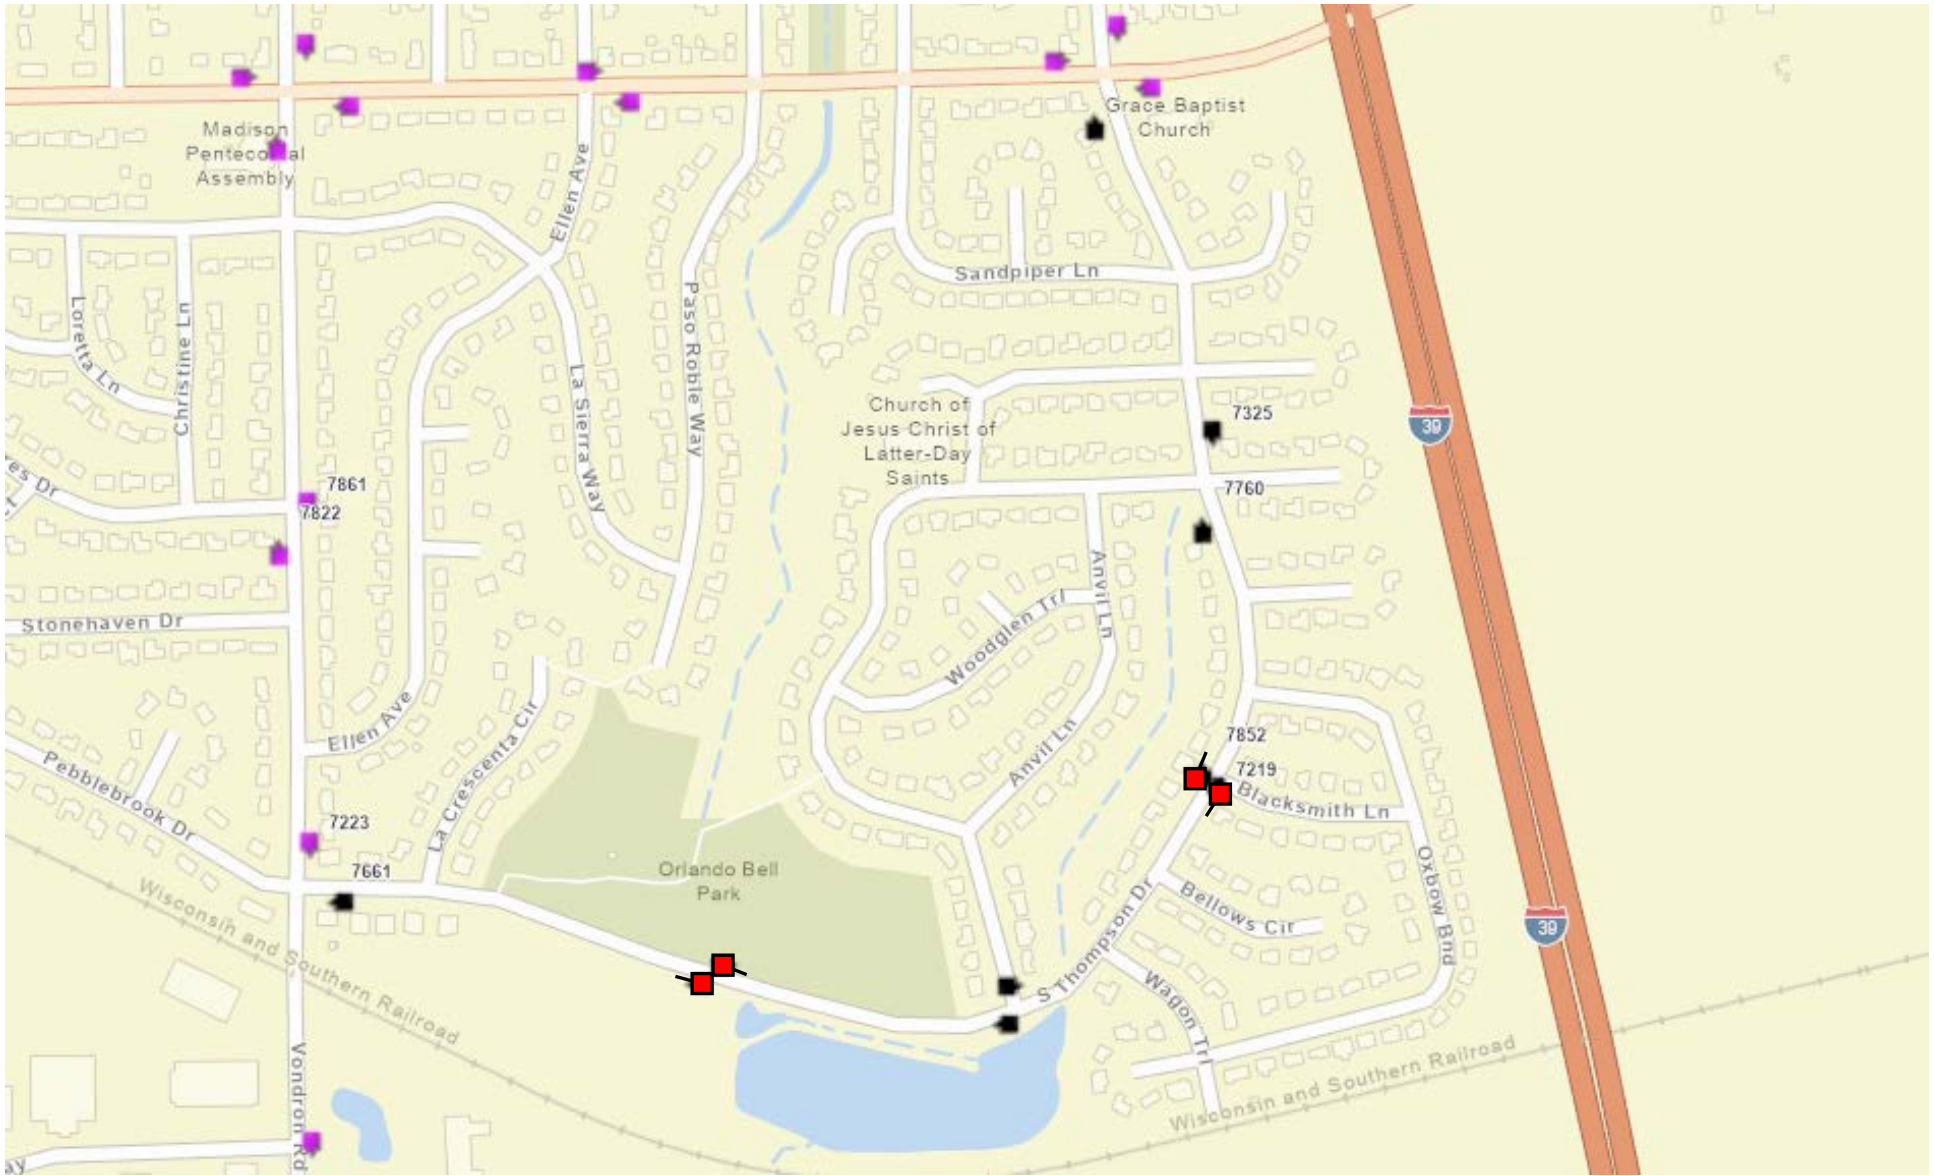 Madison
Pentecostal
Assembly
Grace Baptist
Church
Ellen Ave
Sandpiper Ln
Loretta Ln
Christine Ln
Paso Roble Way
La Sierra Way
39
Church of
Jesus Christ of
Latter-Day
Saints
7325
7760
es Dr
7861
7822
Anvil Ln
Woodglen Trl
Stonehaven Dr
Ellen Ave
La Crescenta Cir
Anvil Ln
7852
7219
Blacksmith Ln
Pebblebrook Dr
7223
7661
Orlando Bell
Park
Oxbow Bnd
Bellows Cir
39
S Thompson Dr
Wagon Trl
Wisconsin and Southern Railroad
Vondron Rd
Wisconsin and Southern Railroad
ay